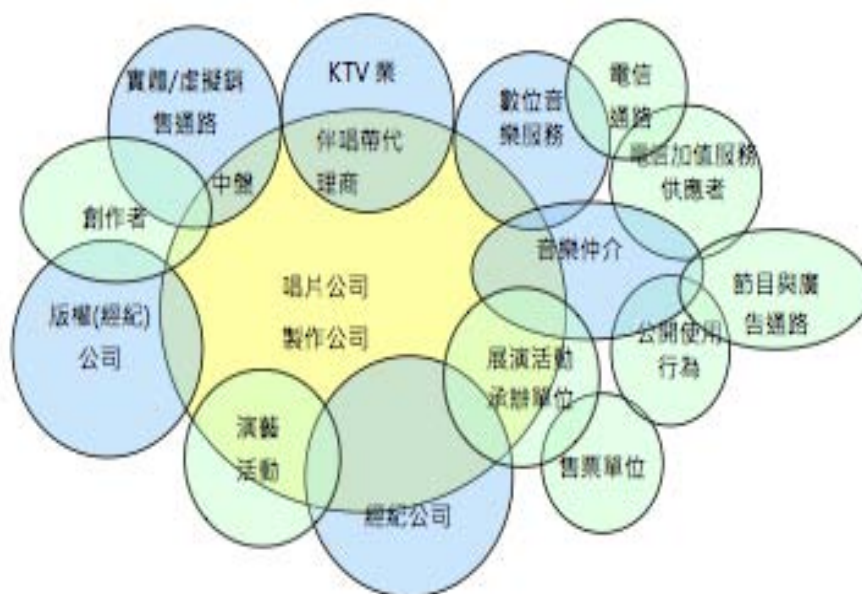 實體/虛擬銷
售通路
中盤
KTV 業
伴唱帶代
理商
數位音
樂服務
電信
通路
電信加值服務
供應者
創作者
音樂仲介
版權(經紀)
公司
唱片公司
製作公司
節目與廣
告通路
公開使用
行為
展演活動
承辦單位
演藝
活動
售票單位
經紀公司